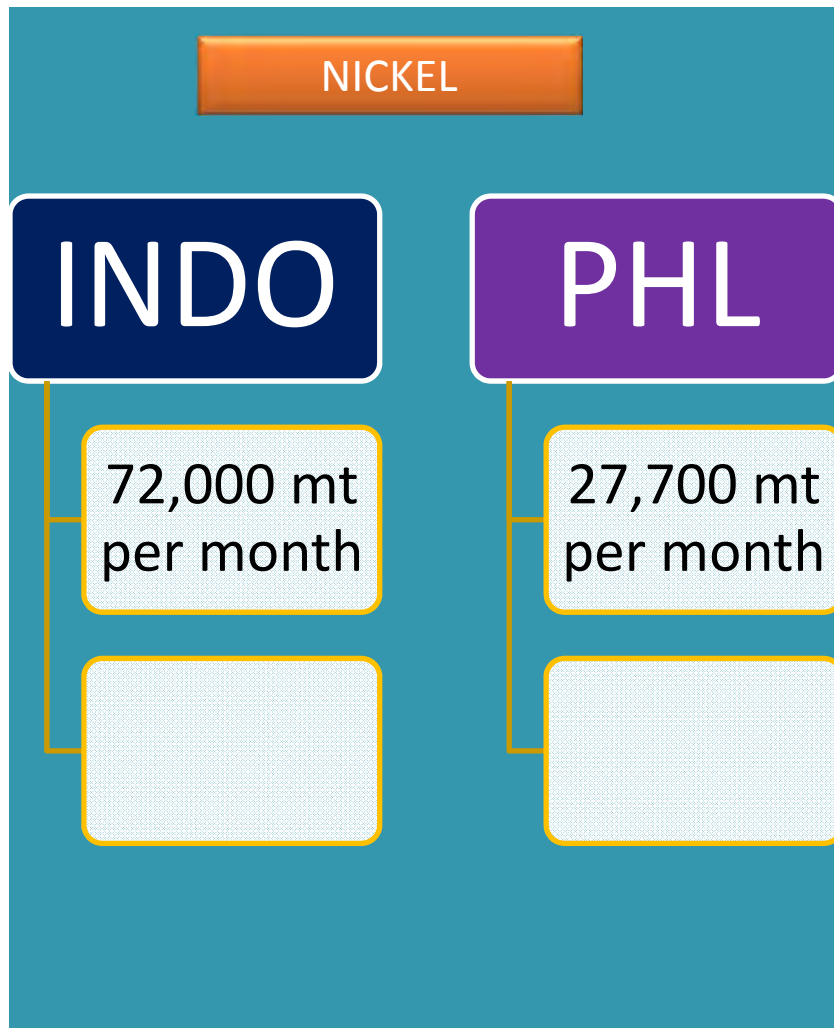 NICKEL
INDO
72,000 mt
per month
PHL
27,700 mt
per month